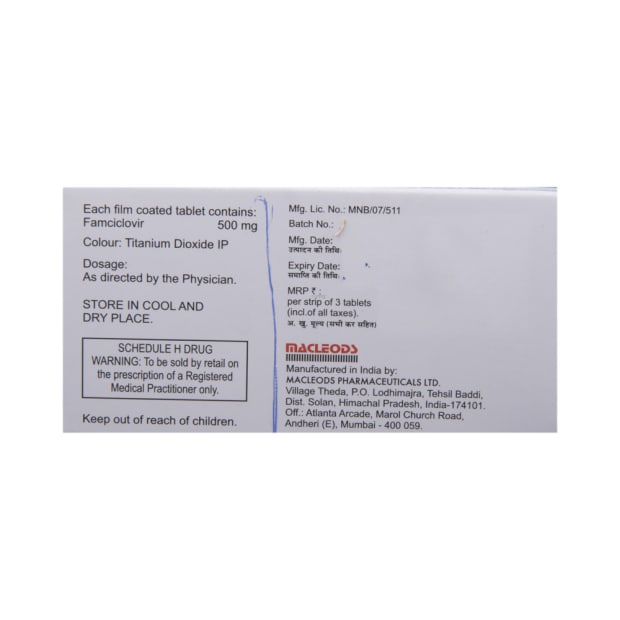 Each film coated tablet contains:
Famciclovir 500 mg
Colour: Titanium Dioxide IP
Dosage:
As directed by the Physician.
STORE IN COOL AND
DRY PLACE.
SCHEDULE H DRUG
WARNING: To be sold by retail on
the prescription of a Registered
Medical Practitioner only.
Keep out of reach of children.
Mfg. Lic. No.: MNB/07/511
Batch No.:
Mfg. Date:
उत्पादन की तिथिः
Expiry Date:
समाप्ति की तिथिः
MRP ₹ :
per strip of 3 tablets
(incl.of all taxes).
अ. खु. मूल्य (सभी कर सहित)
MACLEODS
Manufactured in India by:
MACLEODS PHARMACEUTICALS LTD.
Village Theda, P.O. Lodhimajra, Tehsil Baddi,
Dist. Solan, Himachal Pradesh, India-174101.
Off.: Atlanta Arcade, Marol Church Road,
Andheri (E), Mumbai - 400 059.